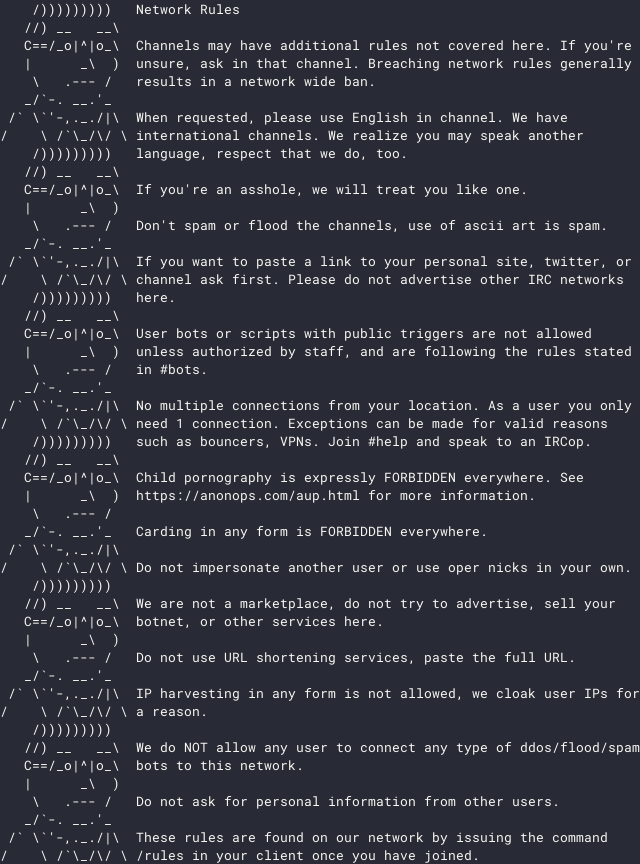 Network Rules
Channels may have additional rules not covered here. If you're
unsure, ask in that channel. Breaching network rules generally
results in a network wide ban.
When requested, please use English in channel. We have
international channels. We realize you may speak another
language, respect that we do, too.
If you're an asshole, we will treat you like one.
Don't spam or flood the channels, use of ascii art is spam.
If you want to paste a link to your personal site, twitter, or
channel ask first. Please do not advertise other IRC networks
here.
User bots or scripts with public triggers are not allowed
unless authorized by staff, and are following the rules stated
in #bots.
No multiple connections from your location. As a user you only
need 1 connection. Exceptions can be made for valid reasons
such as bouncers, VPNs. Join #help and speak to an IRCop.
Child pornography is expressly FORBIDDEN everywhere. See
https://anonops.com/aup.html for more information.
Carding in any form is FORBIDDEN everywhere.
Do not impersonate another user or use oper nicks in your own.
We are not a marketplace, do not try to advertise, sell your
botnet, or other services here.
Do not use URL shortening services, paste the full URL.
IP harvesting in any form is not allowed, we cloak user IPs for
a reason.
We do NOT allow any user to connect any type of ddos/flood/spam
bots to this network.
Do not ask for personal information from other users.
These rules are found on our network by issuing the command
/rules in your client once you have joined.